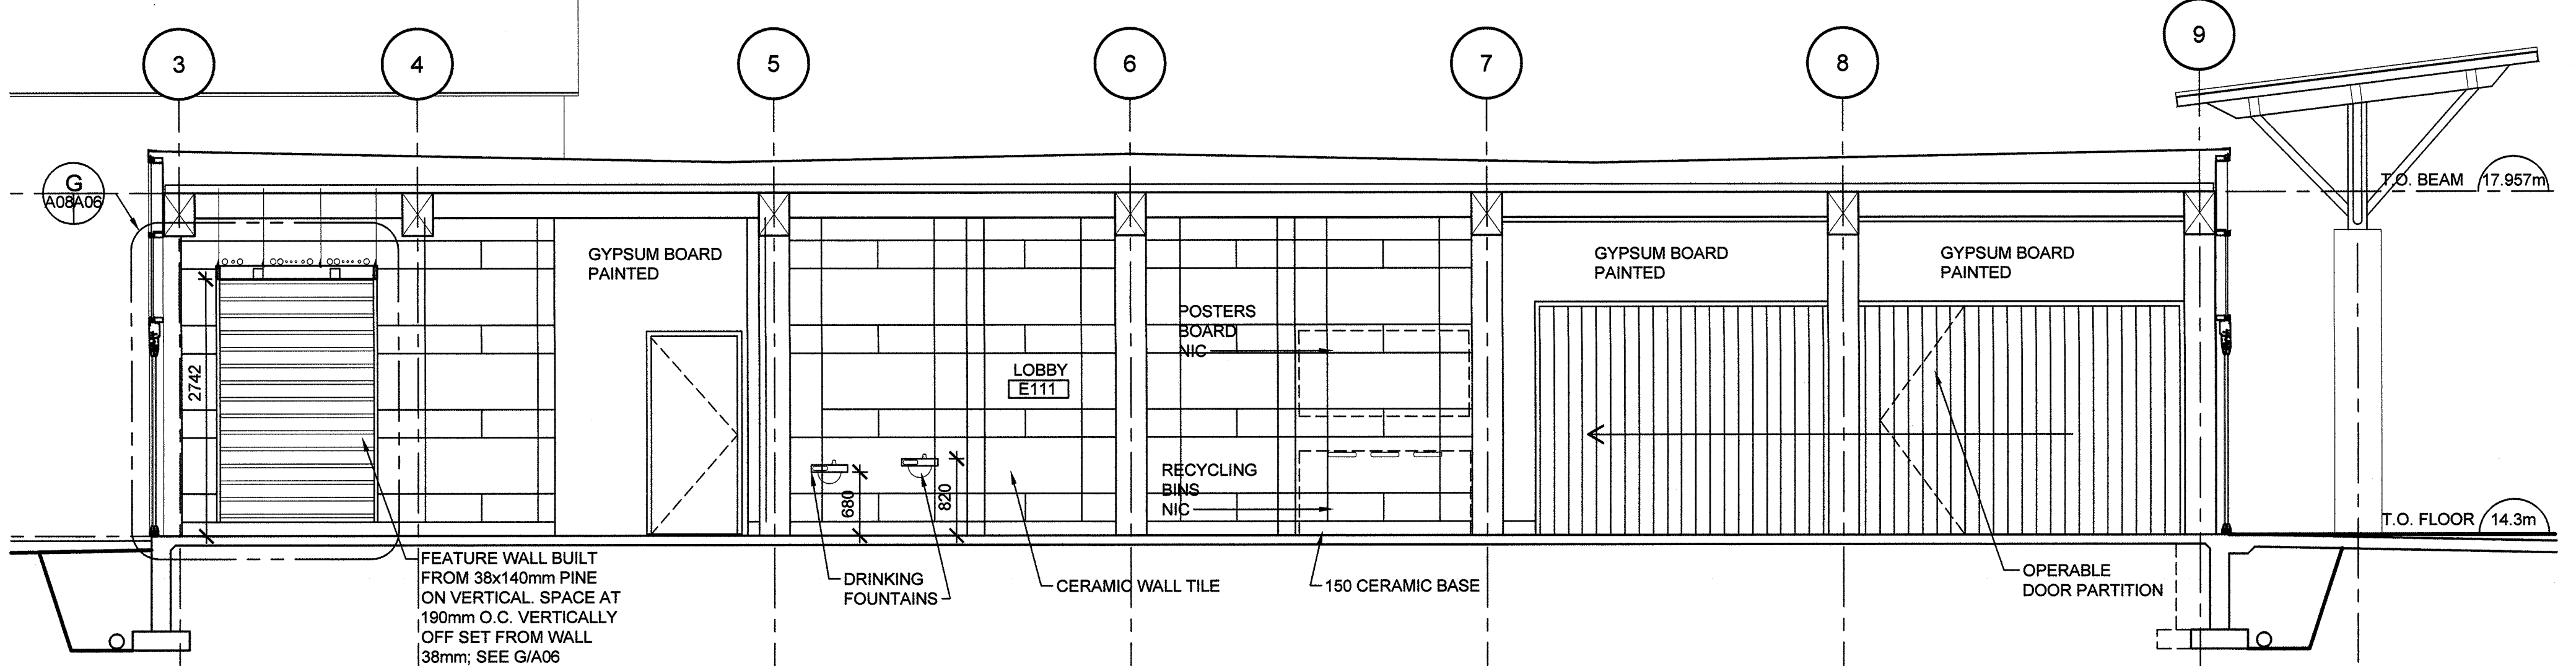 3
4
5
6
7
8
9
G
A08 A06
T.O. BEAM 17.957m
GYPSUM BOARD
PAINTED
GYPSUM BOARD
PAINTED
GYPSUM BOARD
PAINTED
POSTERS
BOARD
NIC
2742
LOBBY
E111
RECYCLING
BINS
NIC
680
820
T.O. FLOOR 14.3m
FEATURE WALL BUILT
FROM 38x140mm PINE
ON VERTICAL. SPACE AT
190mm O.C. VERTICALLY
OFF SET FROM WALL
38mm; SEE G/A06
DRINKING
FOUNTAINS
CERAMIC WALL TILE
150 CERAMIC BASE
OPERABLE
DOOR PARTITION